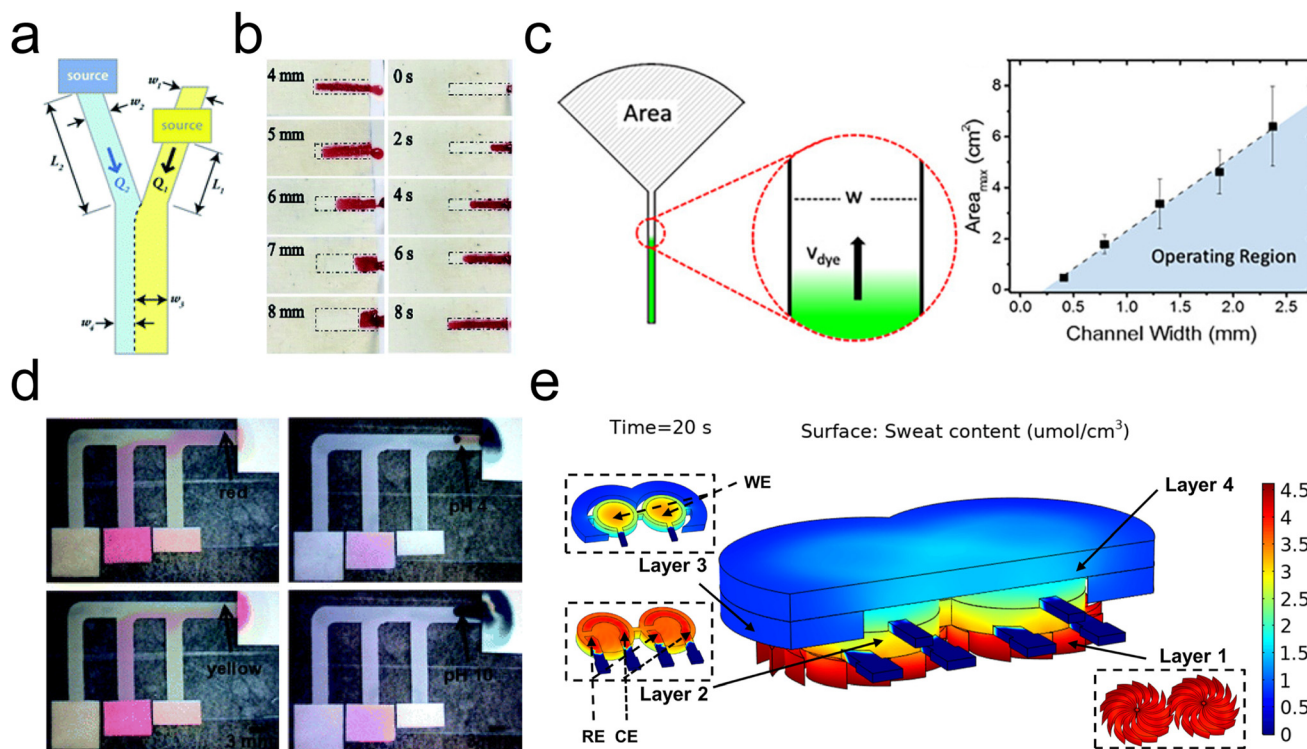 a
source
w₁
w₂
source
L₂
Q₂
Q₁
L₁
w₃
w₄
b
4 mm
0 s
5 mm
2 s
6 mm
4 s
7 mm
6 s
8 mm
8 s
c
Area
W
V_dye
Area_max (cm²)
8
6
4
2
0
Operating Region
0.0 0.5 1.0 1.5 2.0 2.5
Channel Width (mm)
d
red
pH 4
yellow
pH 10
3 mm
e
Time=20 s
Surface: Sweat content (umol/cm³)
WE
Layer 4
Layer 3
Layer 2
Layer 1
RE CE
4.5
4
3.5
3
2.5
2
1.5
1
0.5
0